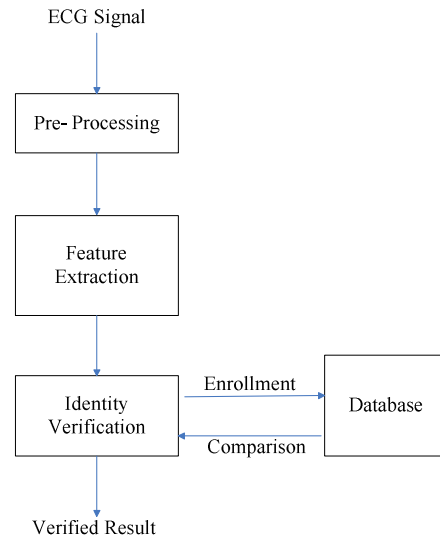 ECG Signal
Pre- Processing
Feature
Extraction
Enrollment
Identity
Verification
Database
Comparison
Verified Result